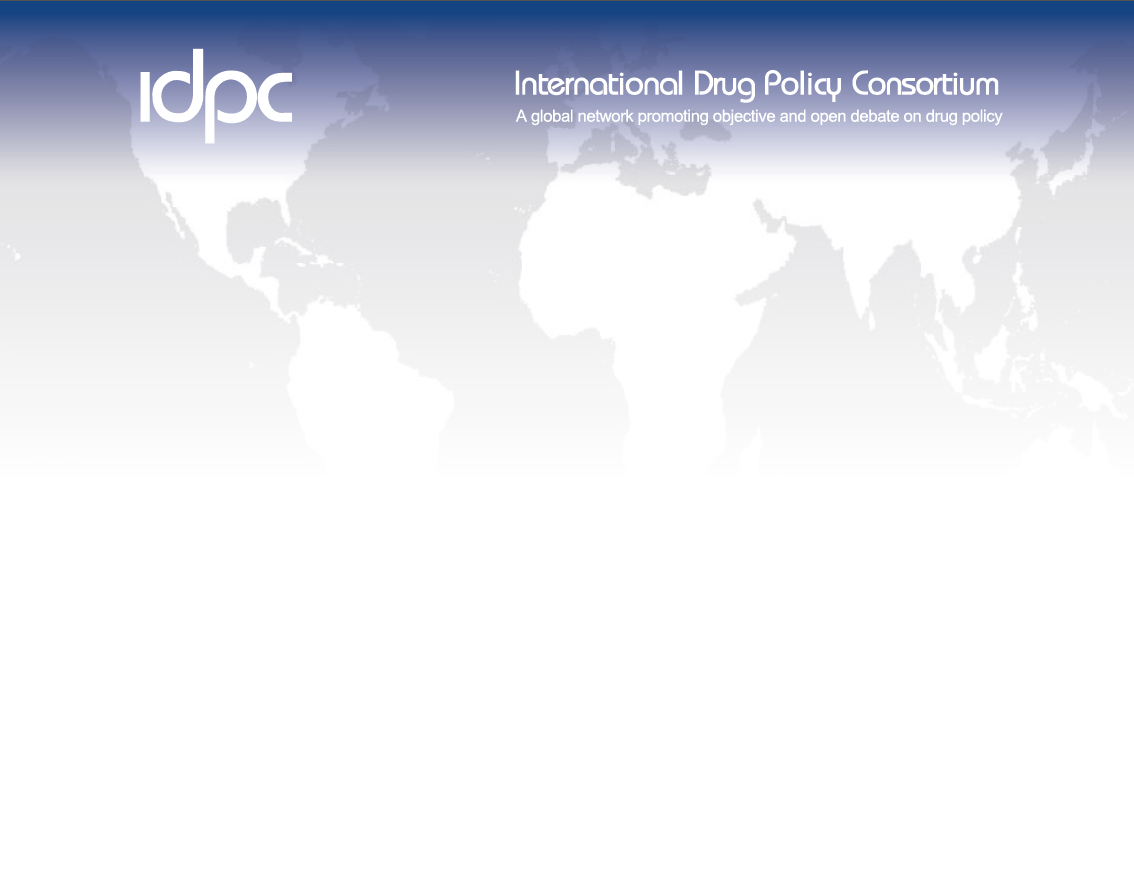 idpc
International Drug Policy Consortium
A global network promoting objective and open debate on drug policy